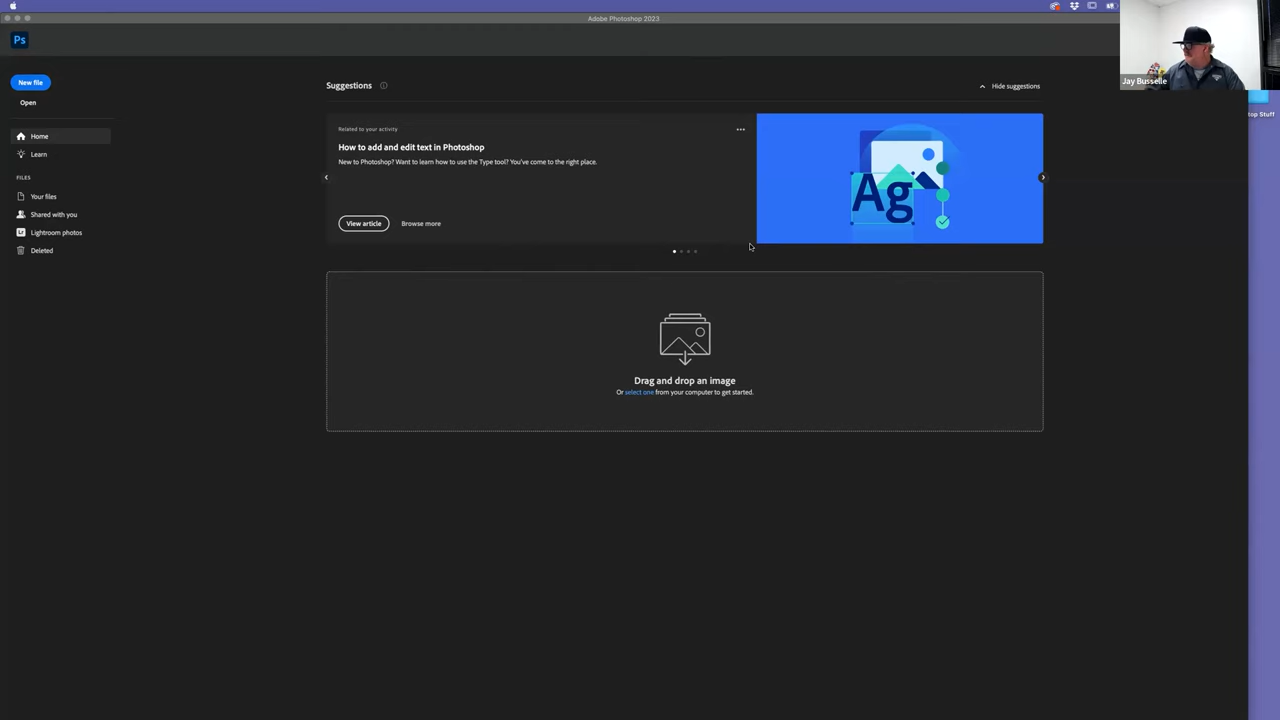 Adobe Photoshop 2023
Ps
Jay Busselle
New file
Suggestions
Hide suggestions
Open
top Stuff
Related to your activity
Home
How to add and edit text in Photoshop
Learn
New to Photoshop? Want to learn how to use the Type tool? You've come to the right place.
FILES
Your files
Ag
Shared with you
View article
Browse more
Lightroom photos
Deleted
Drag and drop an image
Or select one from your computer to get started.